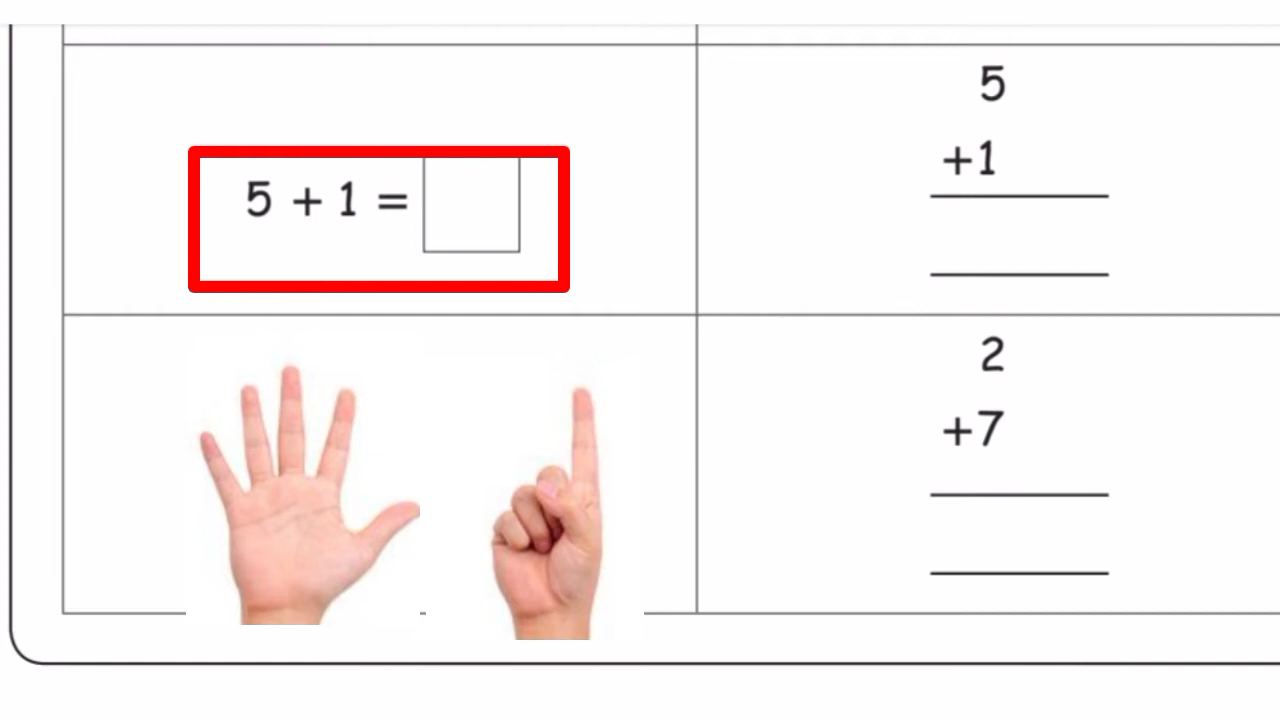 5 + 1 =
5
+1
2
+7